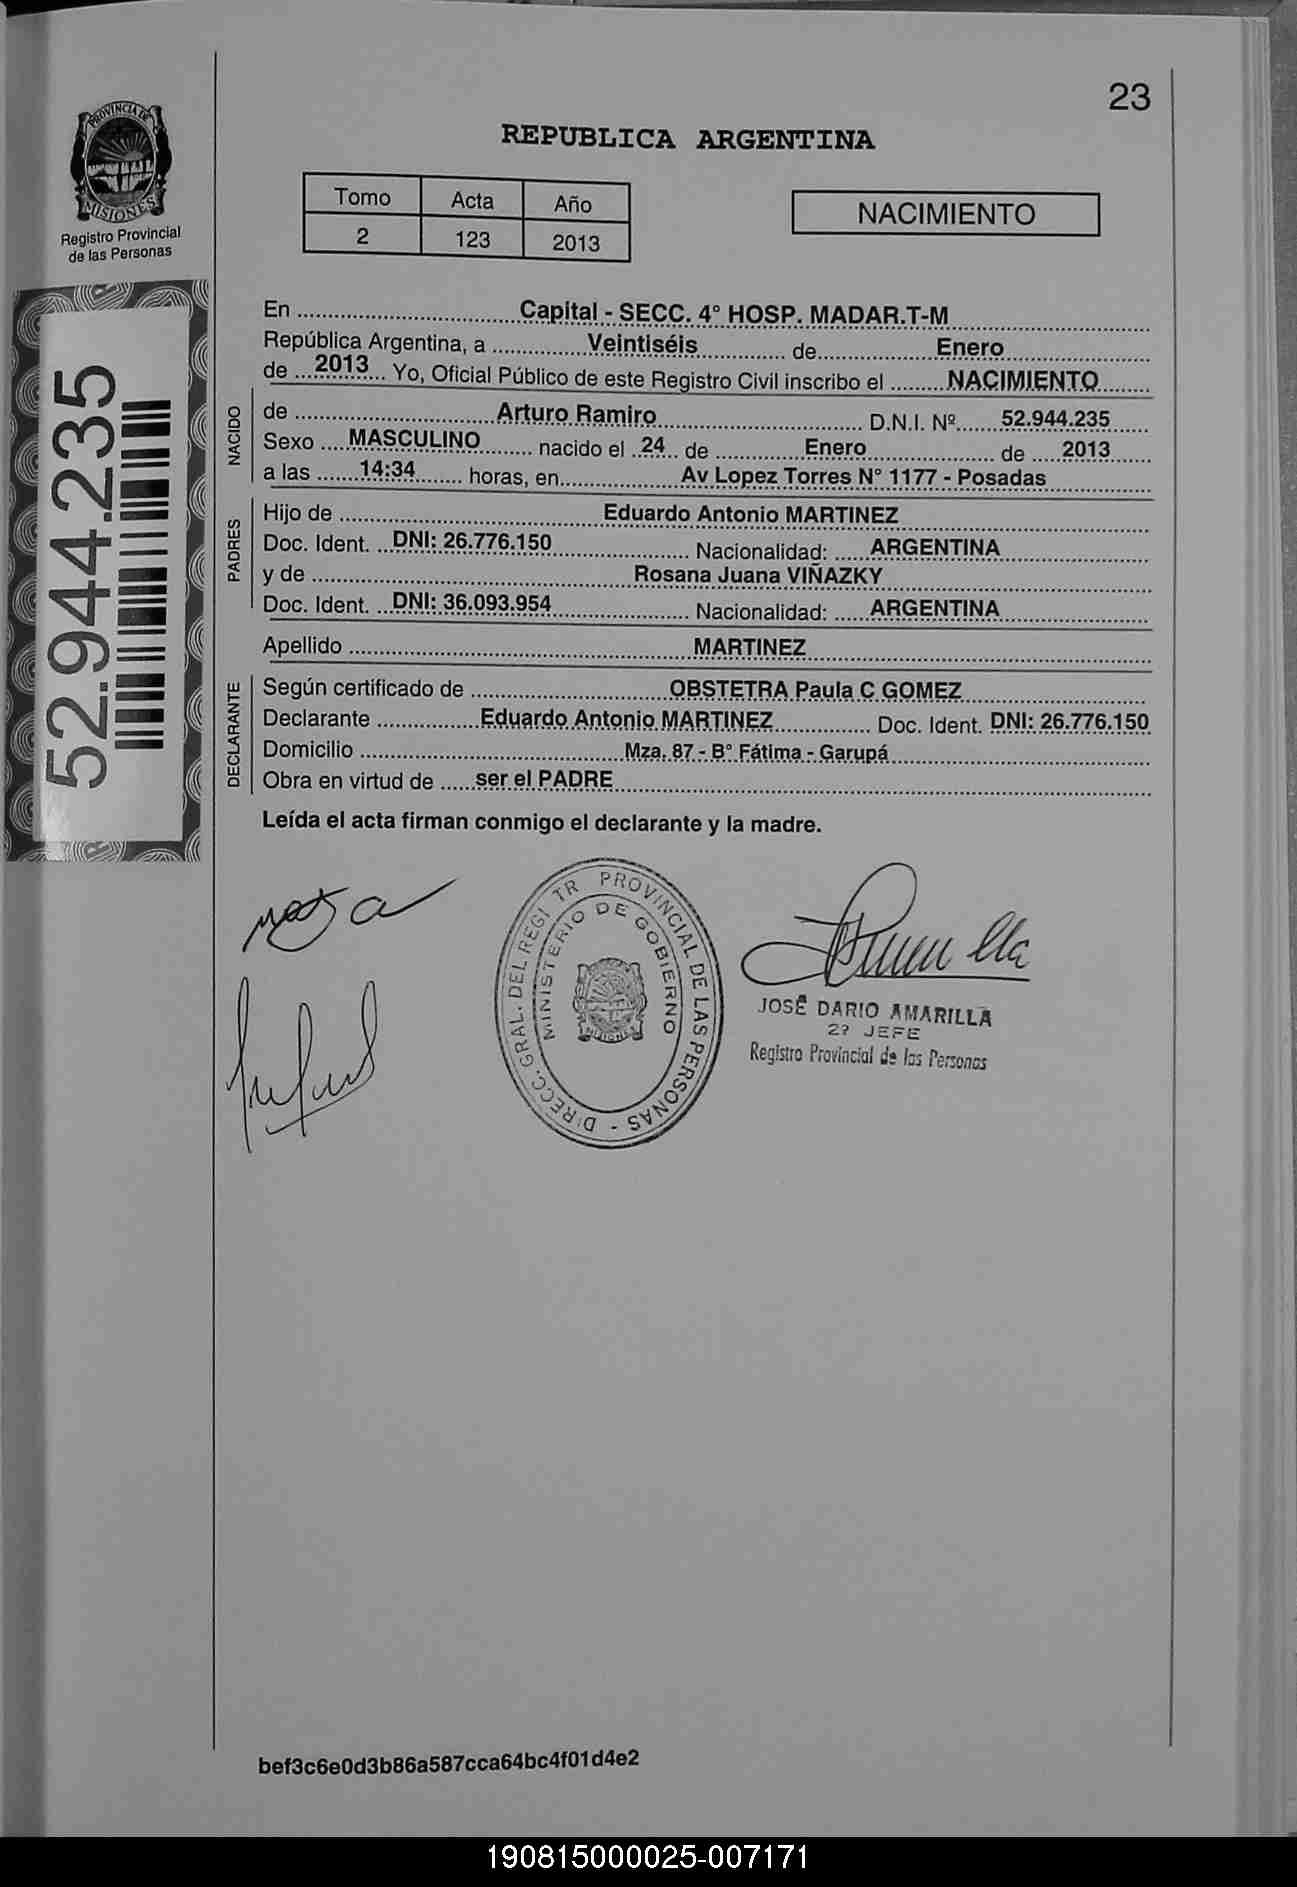 23
PROVINCIA DE
MISIONES
Registro Provincial
de las Personas
REPUBLICA ARGENTINA
Tomo Acta Año
2 123 2013
NACIMIENTO
52.944.235
En Capital - SECC. 4° HOSP. MADAR.T-M
República Argentina, a Veintiséis de Enero
de 2013 Yo, Oficial Público de este Registro Civil inscribo el NACIMIENTO
NACIDO
de Arturo Ramiro D.N.I. Nº 52.944.235
Sexo MASCULINO nacido el 24 de Enero de 2013
a las 14:34 horas, en Av Lopez Torres N° 1177 - Posadas
PADRES
Hijo de Eduardo Antonio MARTINEZ
Doc. Ident. DNI: 26.776.150 Nacionalidad: ARGENTINA
y de Rosana Juana VIÑAZKY
Doc. Ident. DNI: 36.093.954 Nacionalidad: ARGENTINA
Apellido MARTINEZ
DECLARANTE
Según certificado de OBSTETRA Paula C GOMEZ
Declarante Eduardo Antonio MARTINEZ Doc. Ident. DNI: 26.776.150
Domicilio Mza. 87 - B° Fátima - Garupá
Obra en virtud de ser el PADRE
Leída el acta firman conmigo el declarante y la madre.
DIRECC. GRAL. DEL REGI TR PROVINCIAL DE LAS PERSONAS -
MINISTERIO DE GOBIERNO
MISIONES
JOSÉ DARIO AMARILLA
2º JEFE
Registro Provincial de las Personas
bef3c6e0d3b86a587cca64bc4f01d4e2
190815000025-007171